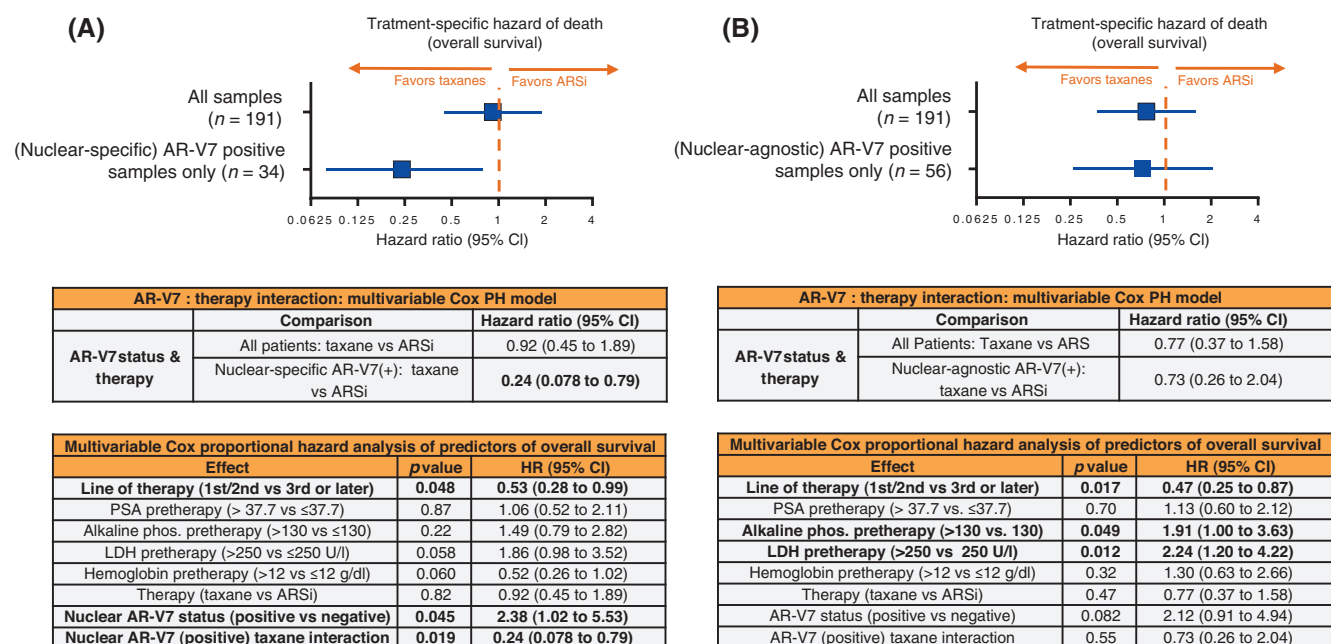 (A)
Tratment-specific hazard of death
(overall survival)
Favors taxanes Favors ARSi
All samples
(n = 191)
(Nuclear-specific) AR-V7 positive
samples only (n = 34)
0.0625 0.125 0.25 0.5 1 2 4
Hazard ratio (95% CI)
AR-V7 : therapy interaction: multivariable Cox PH model
Comparison Hazard ratio (95% CI)
AR-V7 status & therapy
All patients: taxane vs ARSi 0.92 (0.45 to 1.89)
Nuclear-specific AR-V7(+): taxane
vs ARSi 0.24 (0.078 to 0.79)
Multivariable Cox proportional hazard analysis of predictors of overall survival
Effect p value HR (95% CI)
Line of therapy (1st/2nd vs 3rd or later) 0.048 0.53 (0.28 to 0.99)
PSA pretherapy (> 37.7 vs ≤37.7) 0.87 1.06 (0.52 to 2.11)
Alkaline phos. pretherapy (>130 vs ≤130) 0.22 1.49 (0.79 to 2.82)
LDH pretherapy (>250 vs ≤250 U/l) 0.058 1.86 (0.98 to 3.52)
Hemoglobin pretherapy (>12 vs ≤12 g/dl) 0.060 0.52 (0.26 to 1.02)
Therapy (taxane vs ARSi) 0.82 0.92 (0.45 to 1.89)
Nuclear AR-V7 status (positive vs negative) 0.045 2.38 (1.02 to 5.53)
Nuclear AR-V7 (positive) taxane interaction 0.019 0.24 (0.078 to 0.79)
(B)
Tratment-specific hazard of death
(overall survival)
Favors taxanes Favors ARSi
All samples
(n = 191)
(Nuclear-agnostic) AR-V7 positive
samples only (n = 56)
0.0625 0.125 0.25 0.5 1 2 4
Hazard ratio (95% CI)
AR-V7 : therapy interaction: multivariable Cox PH model
Comparison Hazard ratio (95% CI)
AR-V7 status & therapy
All Patients: Taxane vs ARS 0.77 (0.37 to 1.58)
Nuclear-agnostic AR-V7(+):
taxane vs ARSi 0.73 (0.26 to 2.04)
Multivariable Cox proportional hazard analysis of predictors of overall survival
Effect p value HR (95% CI)
Line of therapy (1st/2nd vs 3rd or later) 0.017 0.47 (0.25 to 0.87)
PSA pretherapy (> 37.7 vs. ≤37.7) 0.70 1.13 (0.60 to 2.12)
Alkaline phos. pretherapy (>130 vs. 130) 0.049 1.91 (1.00 to 3.63)
LDH pretherapy (>250 vs 250 U/l) 0.012 2.24 (1.20 to 4.22)
Hemoglobin pretherapy (>12 vs ≤12 g/dl) 0.32 1.30 (0.63 to 2.66)
Therapy (taxane vs ARSi) 0.47 0.77 (0.37 to 1.58)
AR-V7 status (positive vs negative) 0.082 2.12 (0.91 to 4.94)
AR-V7 (positive) taxane interaction 0.55 0.73 (0.26 to 2.04)